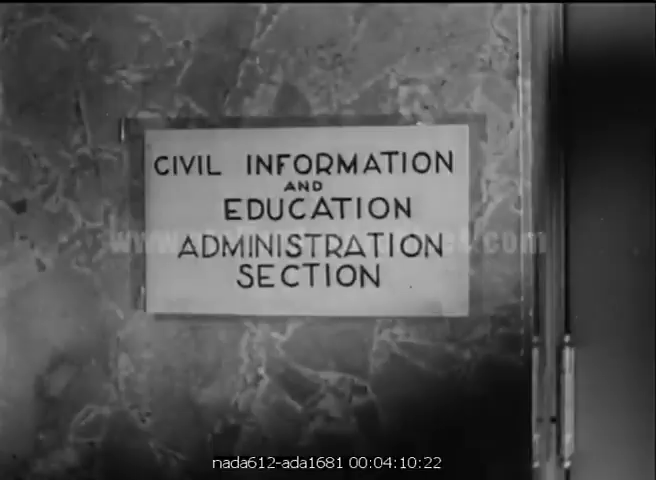 CIVIL INFORMATION
AND
EDUCATION
ADMINISTRATION
SECTION
nada612-ada1681 00:04:10:22